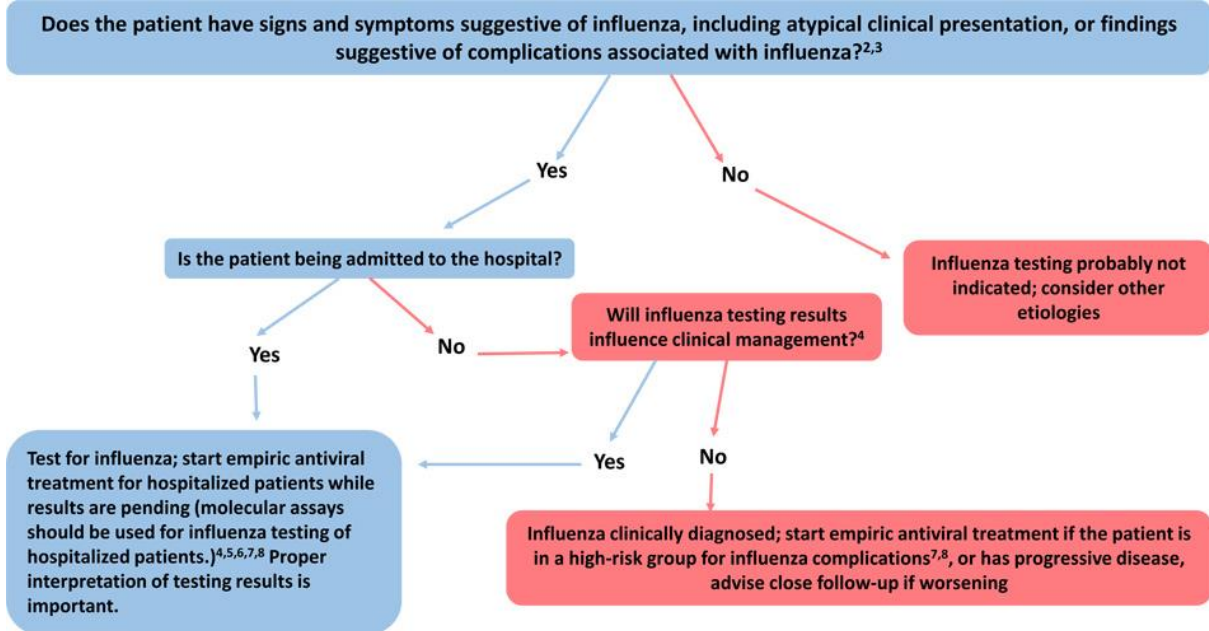 Does the patient have signs and symptoms suggestive of influenza, including atypical clinical presentation, or findings
suggestive of complications associated with influenza?2,3
Yes
No
Is the patient being admitted to the hospital?
Influenza testing probably not
indicated; consider other
etiologies
Will influenza testing results
influence clinical management?4
Yes
No
Yes
No
Test for influenza; start empiric antiviral
treatment for hospitalized patients while
results are pending (molecular assays
should be used for influenza testing of
hospitalized patients.)4,5,6,7,8 Proper
interpretation of testing results is
important.
Influenza clinically diagnosed; start empiric antiviral treatment if the patient is
in a high-risk group for influenza complications7,8, or has progressive disease,
advise close follow-up if worsening